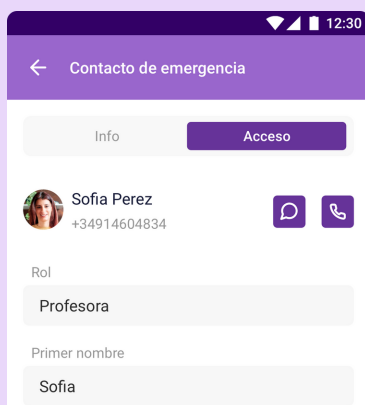 12:30
Contacto de emergencia
Info
Acceso
Sofia Perez
+34914604834
Rol
Profesora
Primer nombre
Sofia